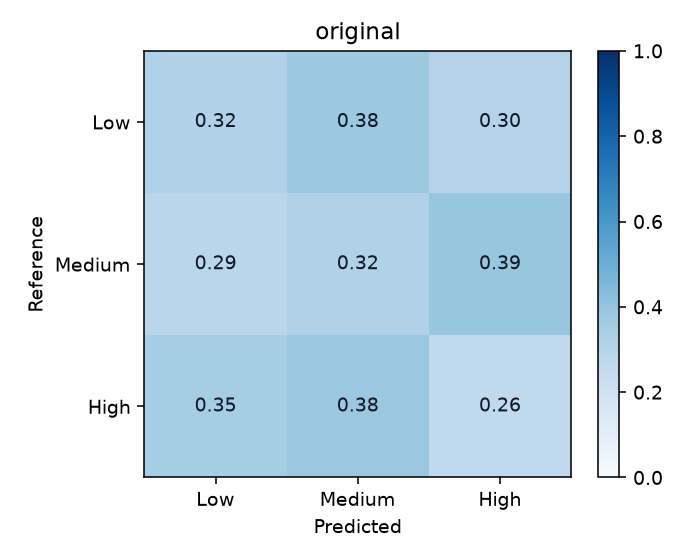 original
1.0
Low 0.32 0.38 0.30
0.8
0.6
Reference
Medium 0.29 0.32 0.39
0.4
High 0.35 0.38 0.26
0.2
0.0
Low Medium High
Predicted